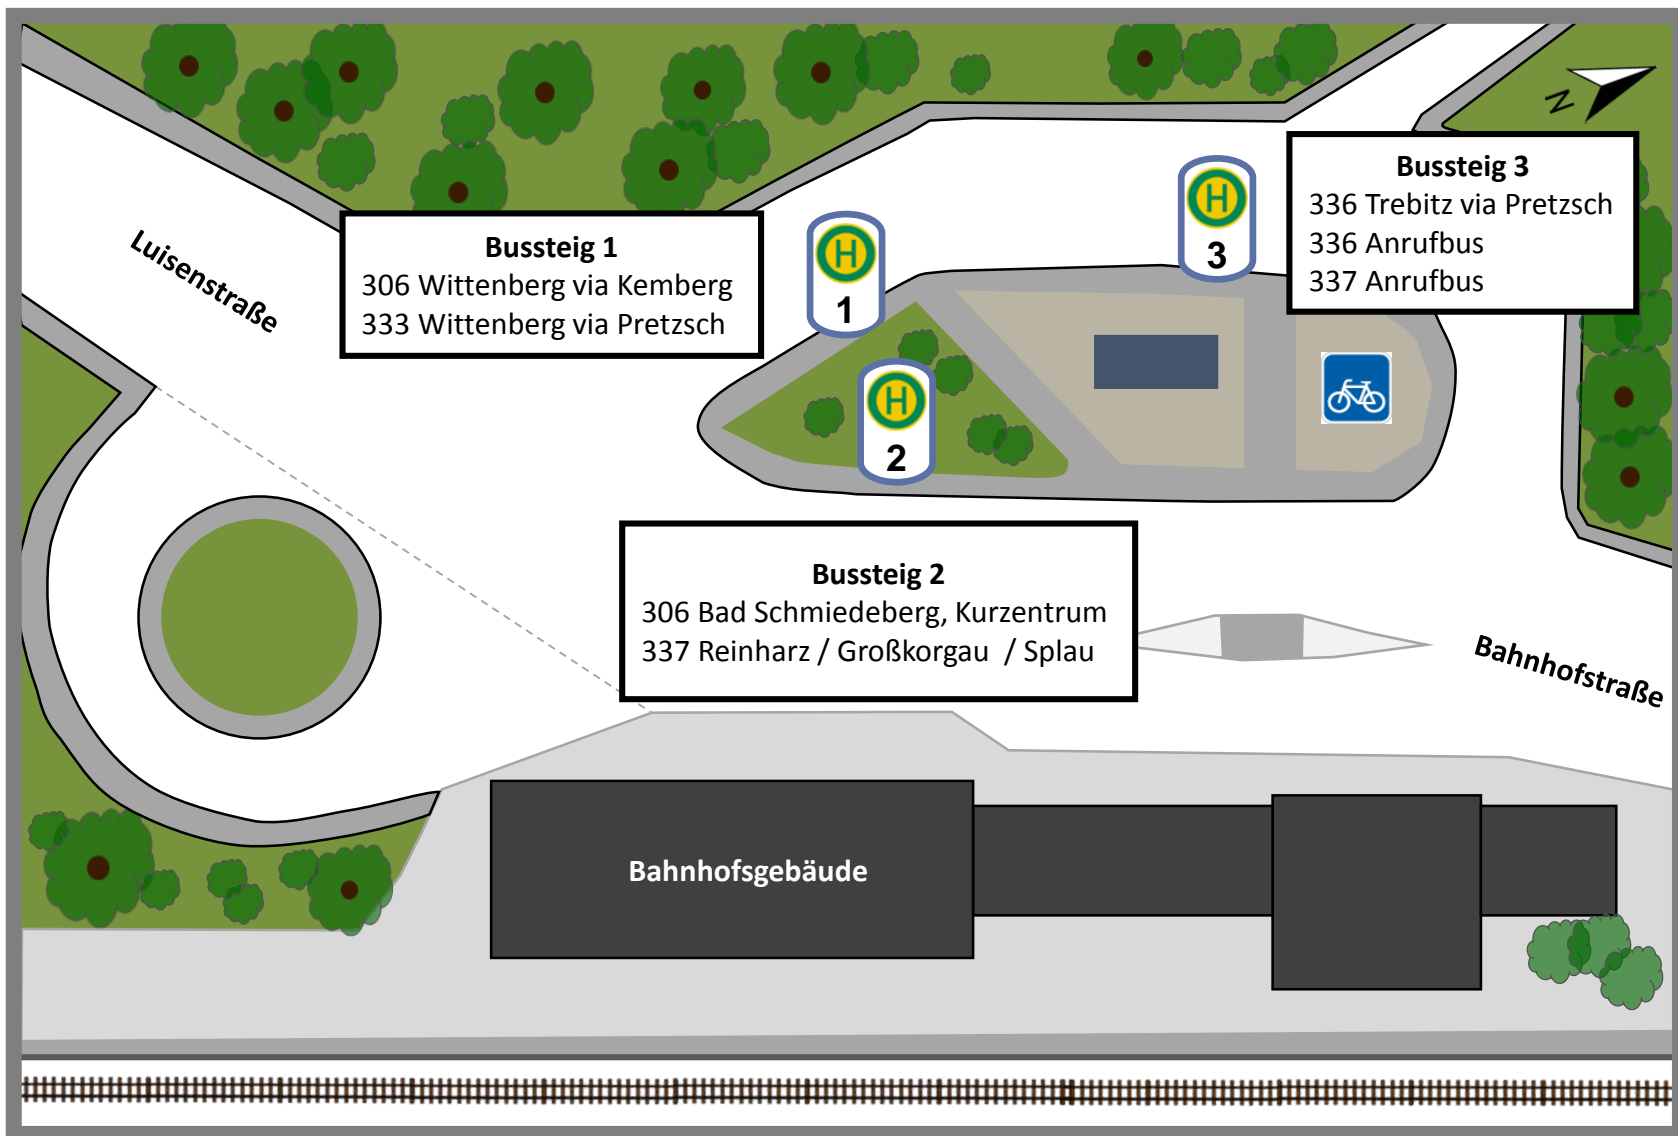 N
Luisenstraße
Bussteig 1
306 Wittenberg via Kemberg
333 Wittenberg via Pretzsch
H
1
H
3
Bussteig 3
336 Trebitz via Pretzsch
336 Anrufbus
337 Anrufbus
H
2
Bussteig 2
306 Bad Schmiedeberg, Kurzentrum
337 Reinharz / Großkorgau / Splau
Bahnhofstraße
Bahnhofsgebäude